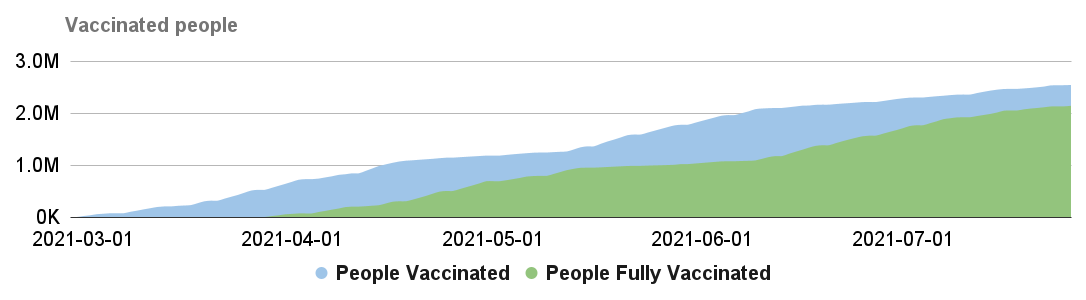 Vaccinated people
3.0M
2.0M
1.0M
0K
2021-03-01 2021-04-01 2021-05-01 2021-06-01 2021-07-01
People Vaccinated People Fully Vaccinated